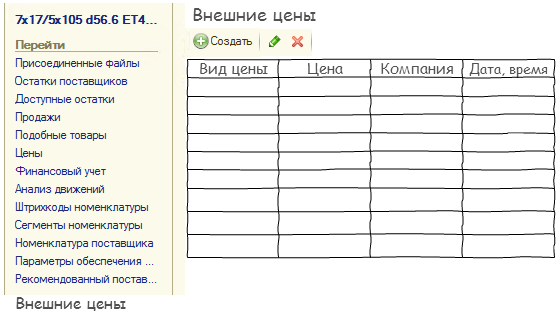 7x17/5x105 d56.6 ET4...
Перейти
Присоединенные файлы
Остатки поставщиков
Доступные остатки
Продажи
Подобные товары
Цены
Финансовый учет
Анализ движений
Штрихкоды номенклатуры
Сегменты номенклатуры
Номенклатура поставщика
Параметры обеспечения ...
Рекомендованный постав...
Внешние цены
Внешние цены
Создать
Вид цены Цена Компания Дата, время